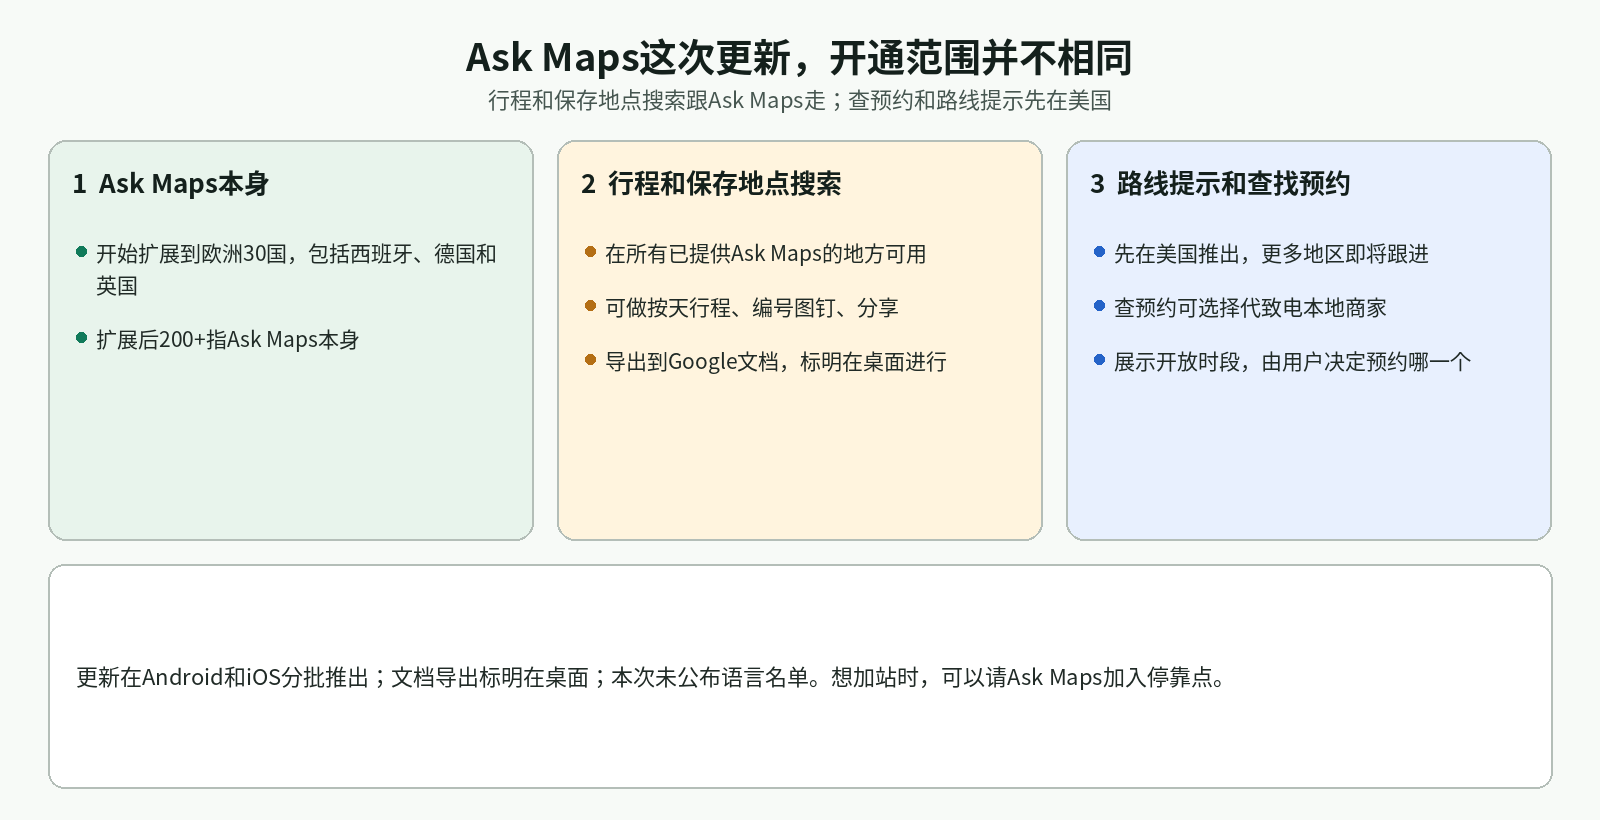 Ask Maps这次更新，开通范围并不相同
行程和保存地点搜索跟Ask Maps走；查预约和路线提示先在美国
1 Ask Maps本身
开始扩展到欧洲30国，包括西班牙、德国和
英国
扩展后200+指Ask Maps本身
2 行程和保存地点搜索
在所有已提供Ask Maps的地方可用
可做按天行程、编号图钉、分享
导出到Google文档，标明在桌面进行
3 路线提示和查找预约
先在美国推出，更多地区即将跟进
查预约可选择代致电本地商家
展示开放时段，由用户决定预约哪一个
更新在Android和iOS分批推出；文档导出标明在桌面；本次未公布语言名单。想加站时，可以请Ask Maps加入停靠点。